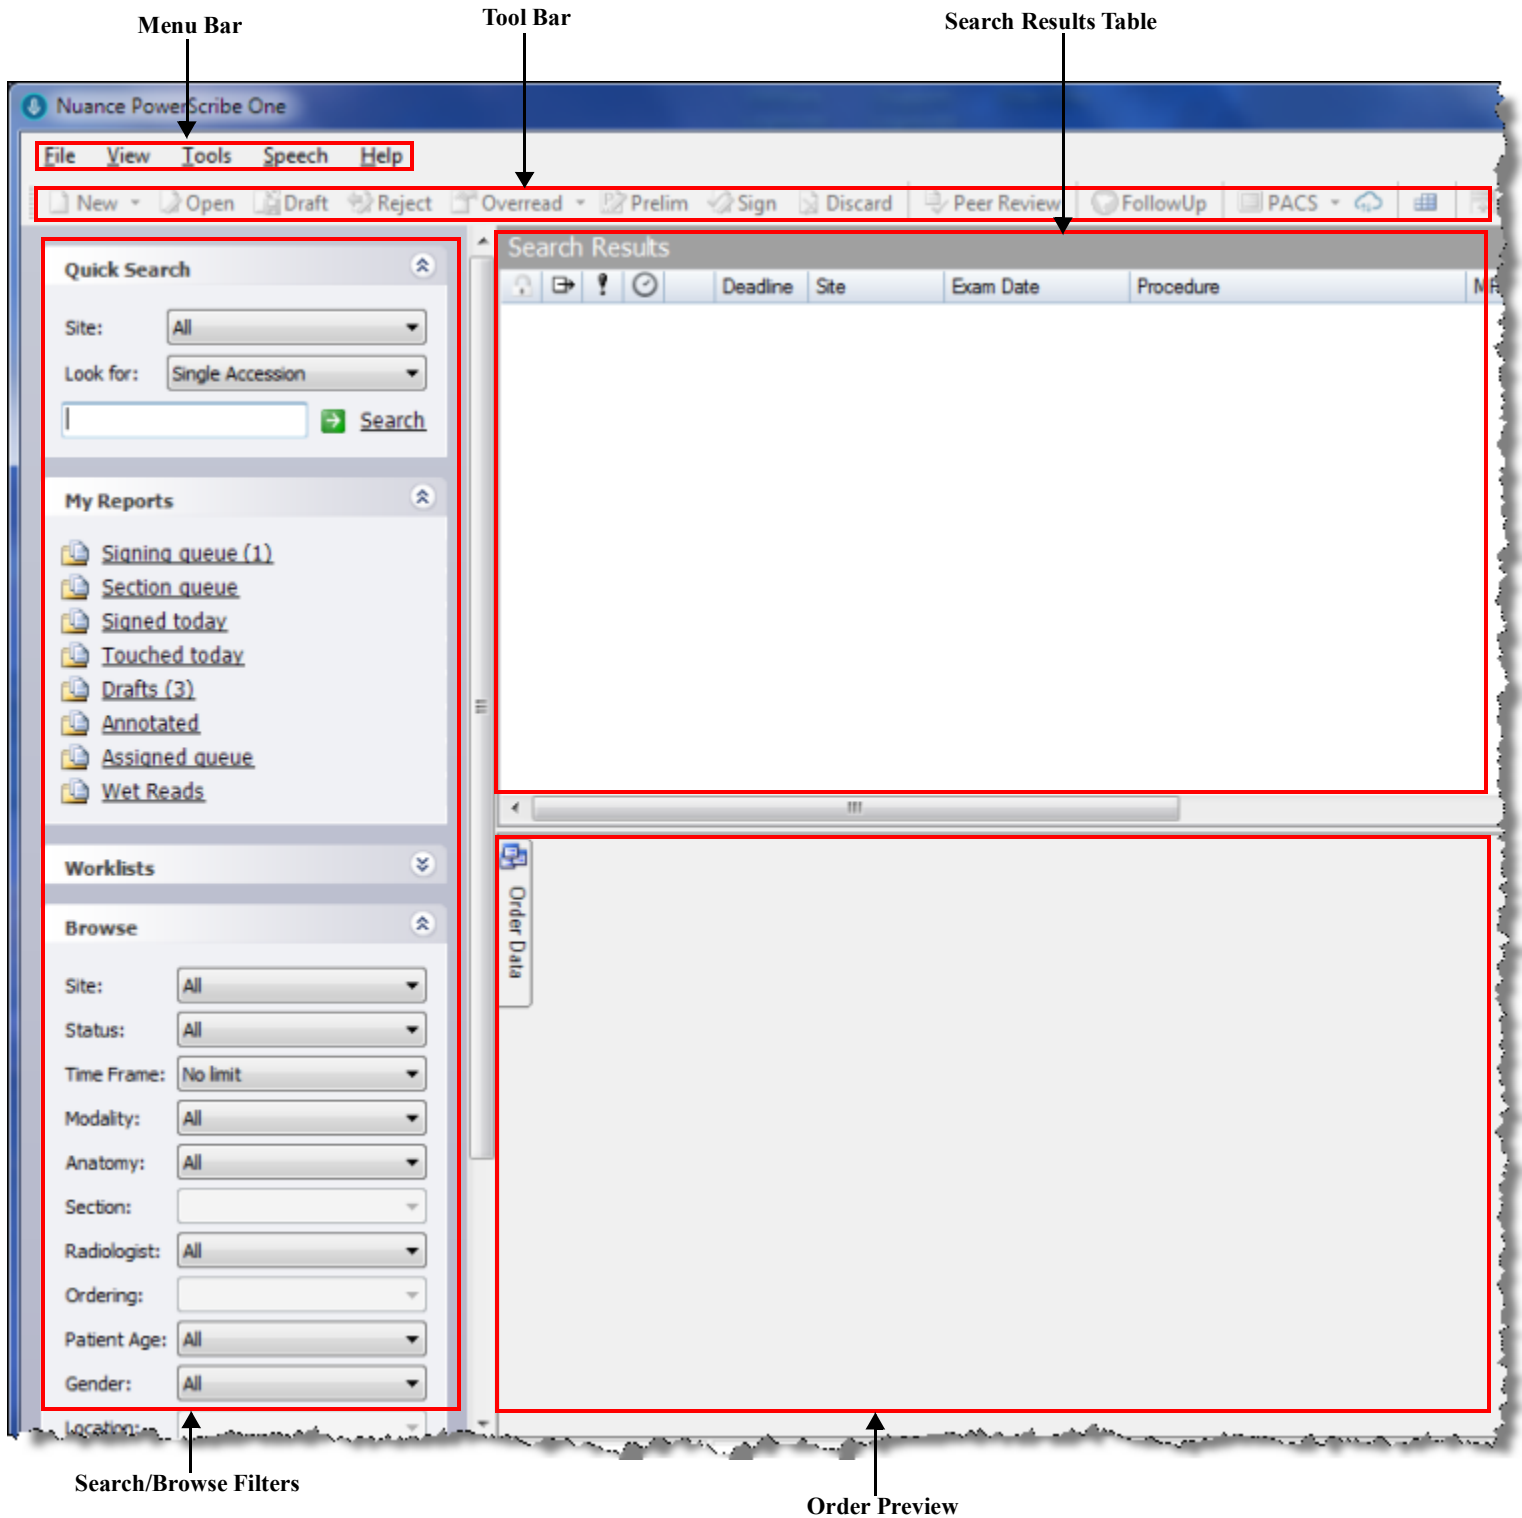 Menu Bar
Tool Bar
Search Results Table
Nuance PowerScribe One
File View Tools Speech Help
New Open Draft Reject Overread Prelim Sign Discard Peer Review FollowUp PACS
Quick Search
Site: All
Look for: Single Accession
Search
My Reports
Signing queue (1)
Section queue
Signed today
Touched today
Drafts (3)
Annotated
Assigned queue
Wet Reads
Worklists
Browse
Site: All
Status: All
Time Frame: No limit
Modality: All
Anatomy: All
Section:
Radiologist: All
Ordering:
Patient Age: All
Gender: All
Location:
Search Results
Deadline Site Exam Date Procedure
Order Data
Search/Browse Filters
Order Preview